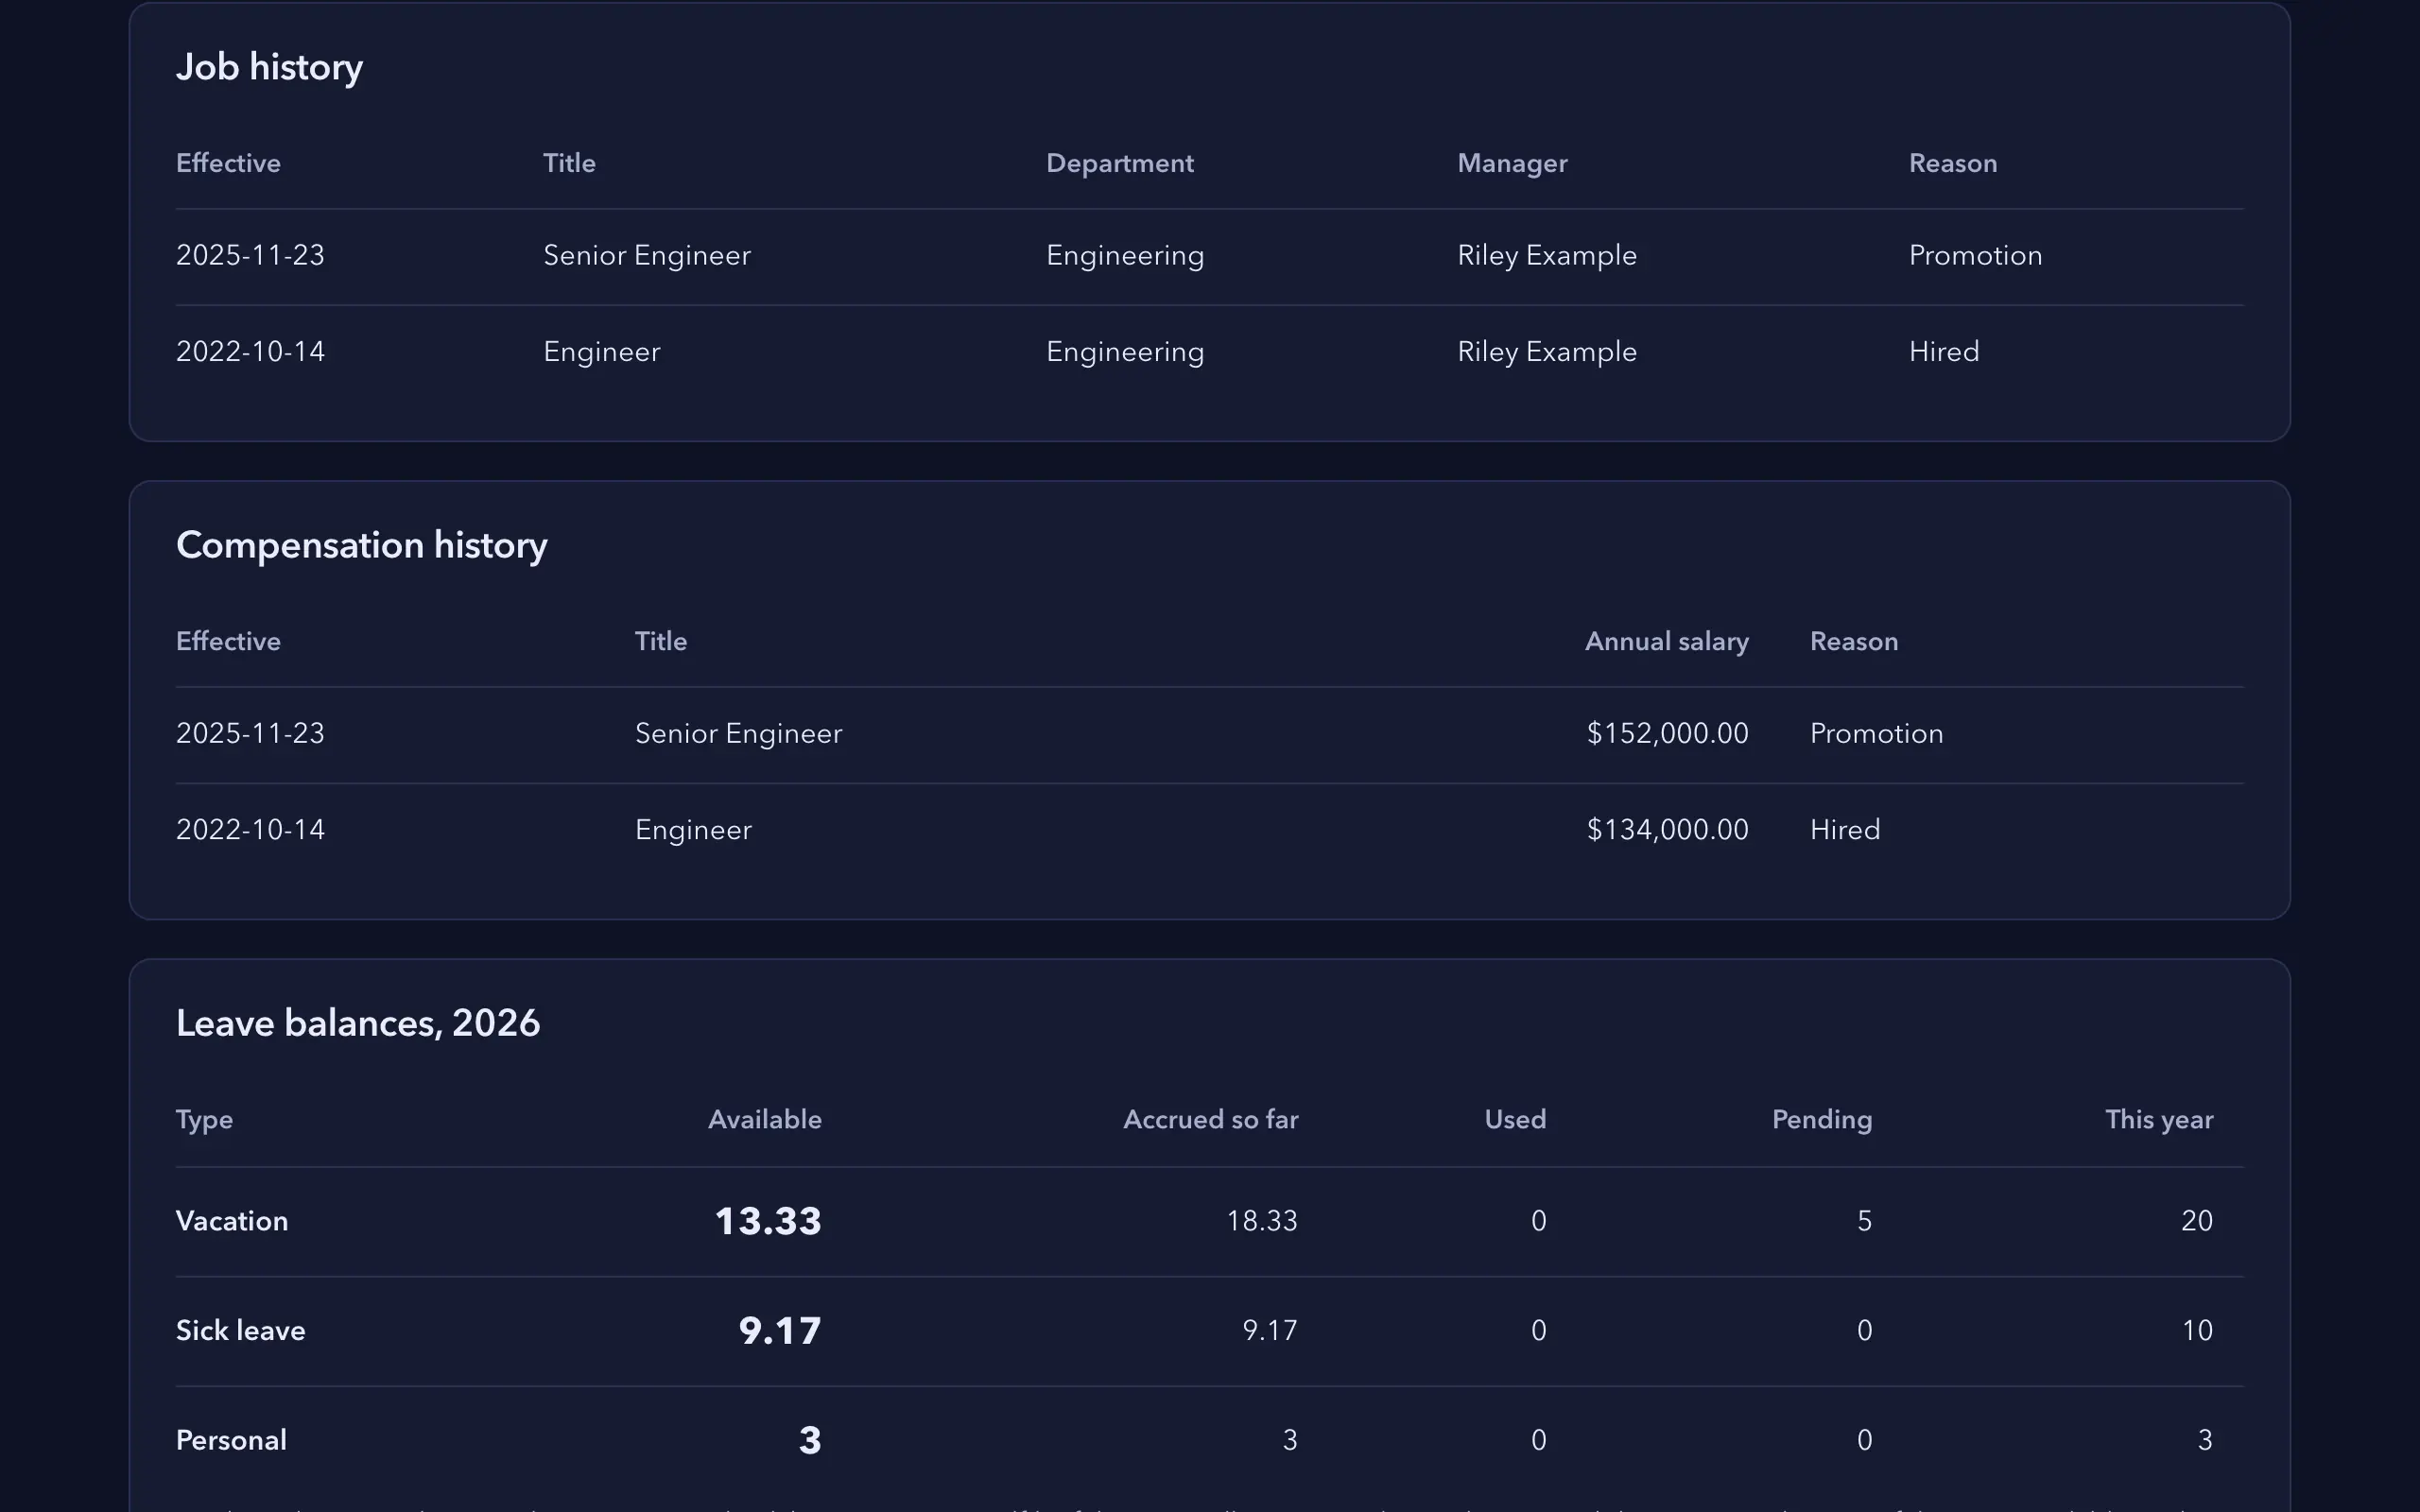 Job history
Effective Title Department Manager Reason
2025-11-23 Senior Engineer Engineering Riley Example Promotion
2022-10-14 Engineer Engineering Riley Example Hired
Compensation history
Effective Title Annual salary Reason
2025-11-23 Senior Engineer $152,000.00 Promotion
2022-10-14 Engineer $134,000.00 Hired
Leave balances, 2026
Type Available Accrued so far Used Pending This year
Vacation 13.33 18.33 0 5 20
Sick leave 9.17 9.17 0 0 10
Personal 3 3 0 0 3